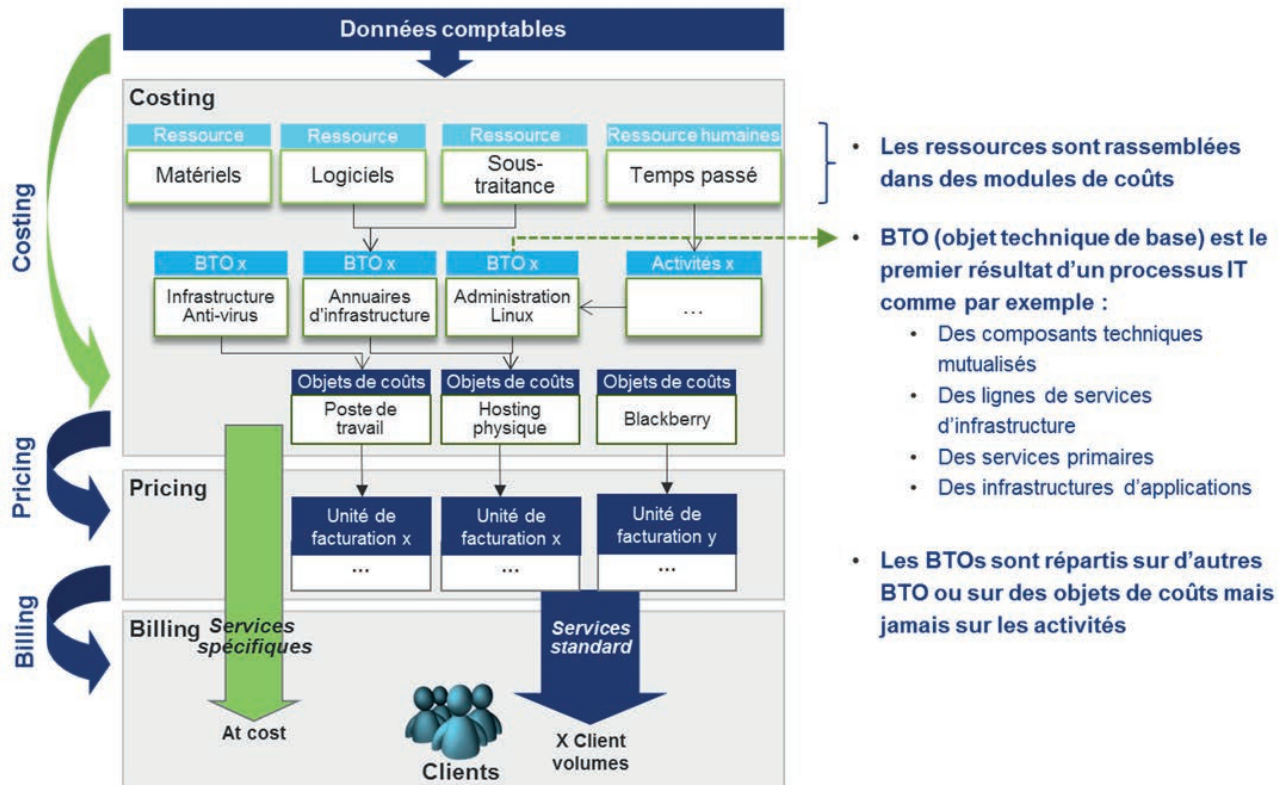 Données comptables
Costing
Costing
Ressource
Matériels
Ressource
Logiciels
Ressource
Sous-
traitance
Ressource humaines
Temps passé
BTO x
Infrastructure
Anti-virus
BTO x
Annuaires
d'infrastructure
BTO x
Administration
Linux
Activités x
...
Objets de coûts
Poste de
travail
Objets de coûts
Hosting
physique
Objets de coûts
Blackberry
Pricing
Pricing
Unité de
facturation x
...
Unité de
facturation x
...
Unité de
facturation y
...
Billing
Billing
Services
spécifiques
At cost
Services
standard
X Client
volumes
Clients
• Les ressources sont rassemblées
dans des modules de coûts
• BTO (objet technique de base) est le
premier résultat d'un processus IT
comme par exemple :
• Des composants techniques
mutualisés
• Des lignes de services
d'infrastructure
• Des services primaires
• Des infrastructures d'applications
• Les BTOs sont répartis sur d'autres
BTO ou sur des objets de coûts mais
jamais sur les activités